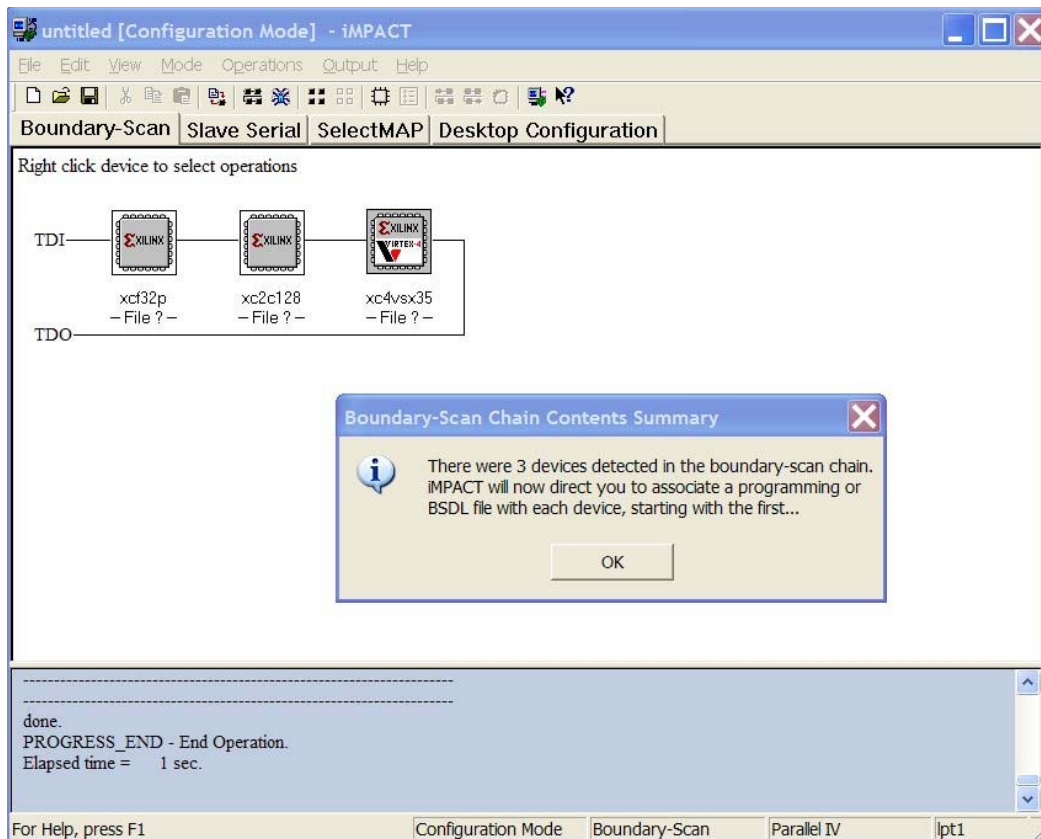 untitled [Configuration Mode] - iMPACT
File Edit View Mode Operations Output Help
Boundary-Scan Slave Serial SelectMAP Desktop Configuration
Right click device to select operations
TDI XILINX XILINX XILINX
VIRTEX-4
xcf32p xc2c128 xc4vsx35
– File ? – – File ? – – File ? –
TDO
Boundary-Scan Chain Contents Summary
There were 3 devices detected in the boundary-scan chain.
iMPACT will now direct you to associate a programming or
BSDL file with each device, starting with the first...
OK
----------------------------------------------------------------------
----------------------------------------------------------------------
done.
PROGRESS_END - End Operation.
Elapsed time = 1 sec.
For Help, press F1 Configuration Mode Boundary-Scan Parallel IV lpt1